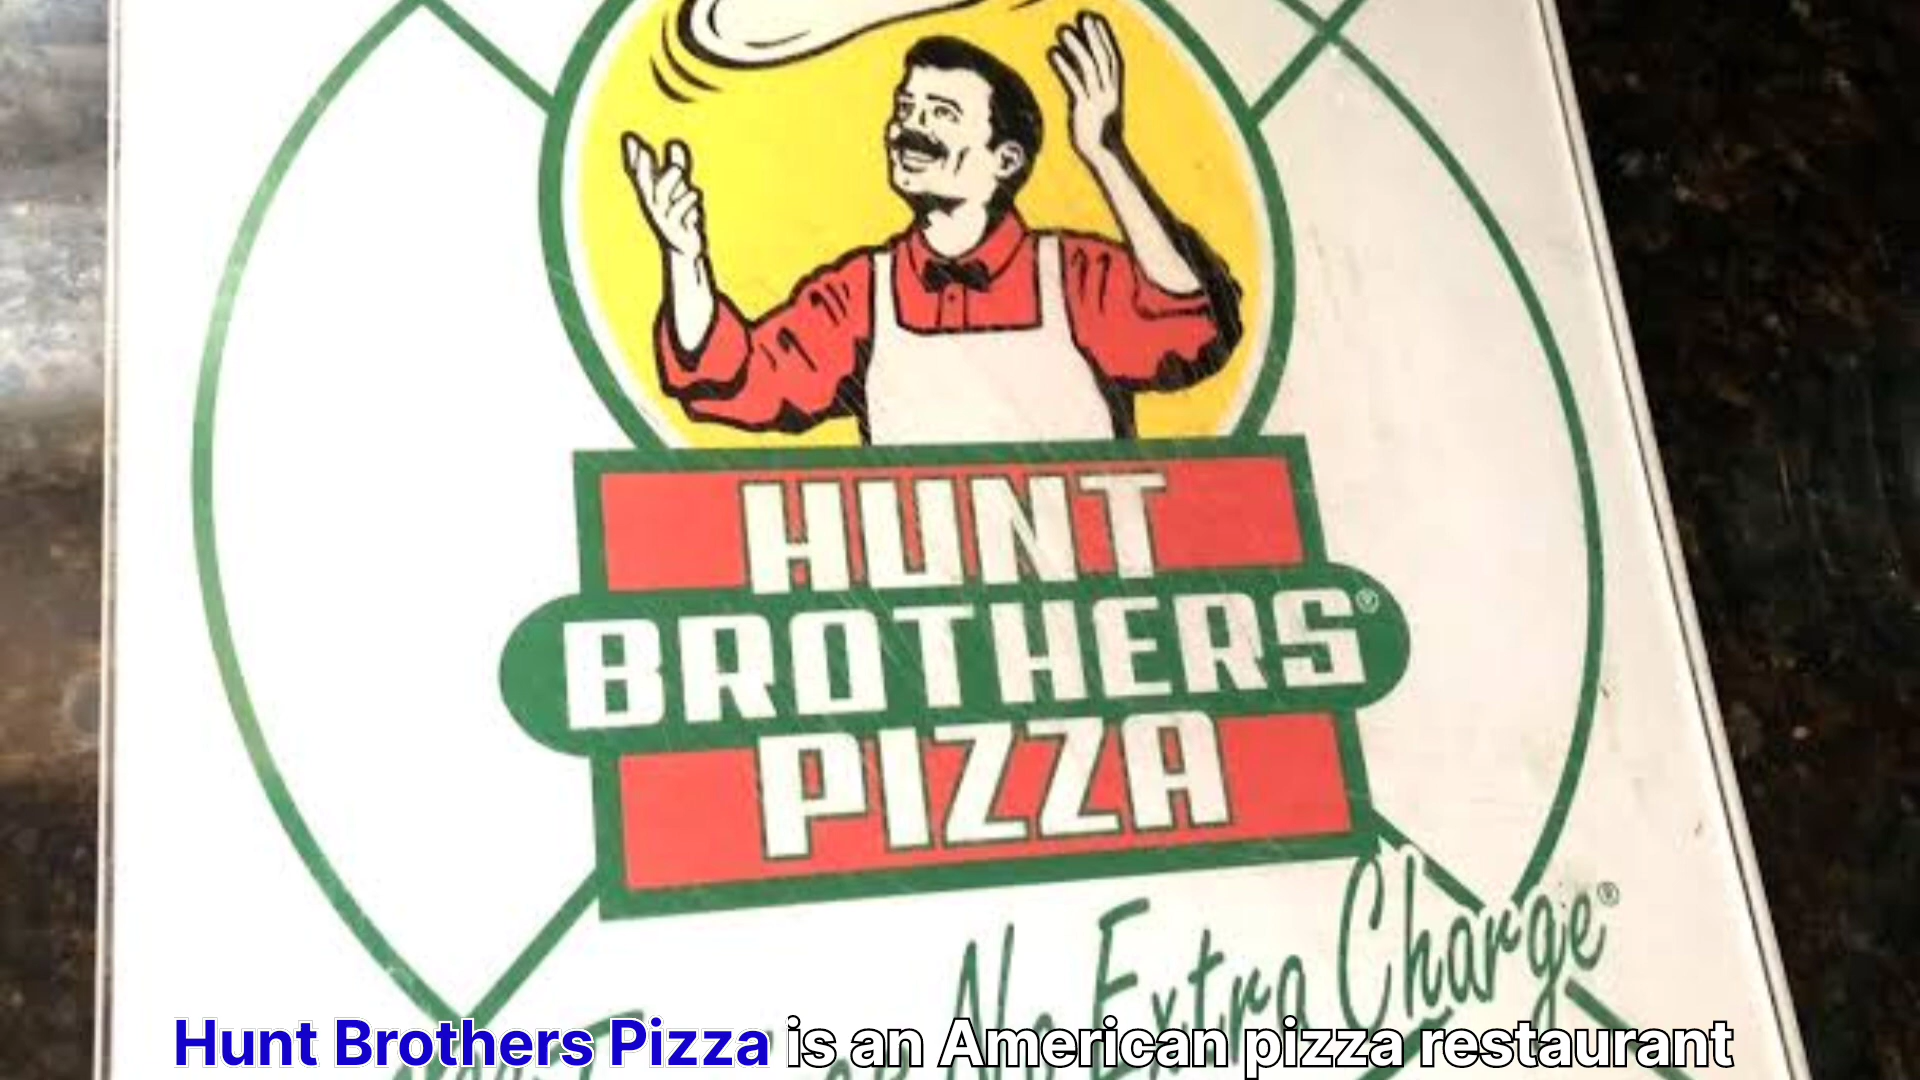 HUNT
BROTHERS®
PIZZA
No Extra Charge®
Hunt Brothers Pizza is an American pizza restaurant